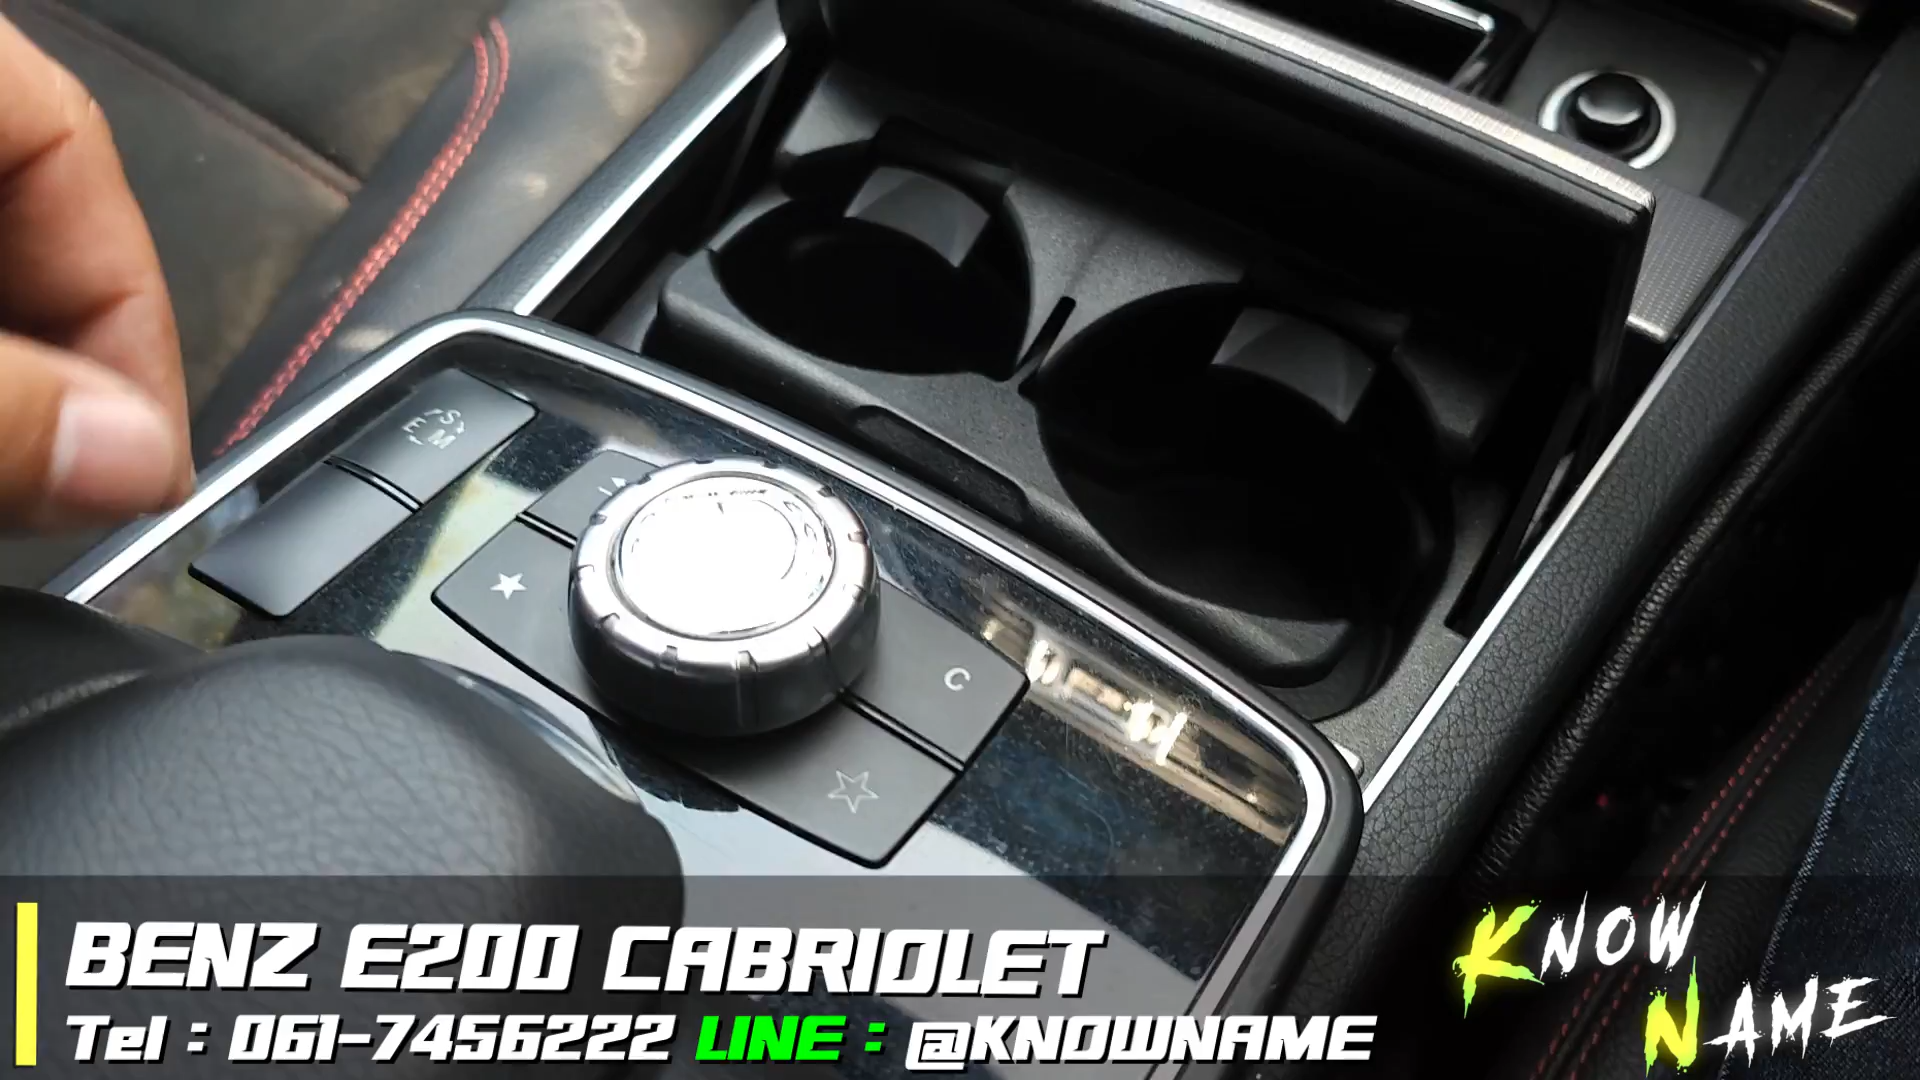 S
E M
C
BENZ E200 CABRIOLET
Tel : 061-7456222 LINE : @KNOWNAME
KNOW
NAME